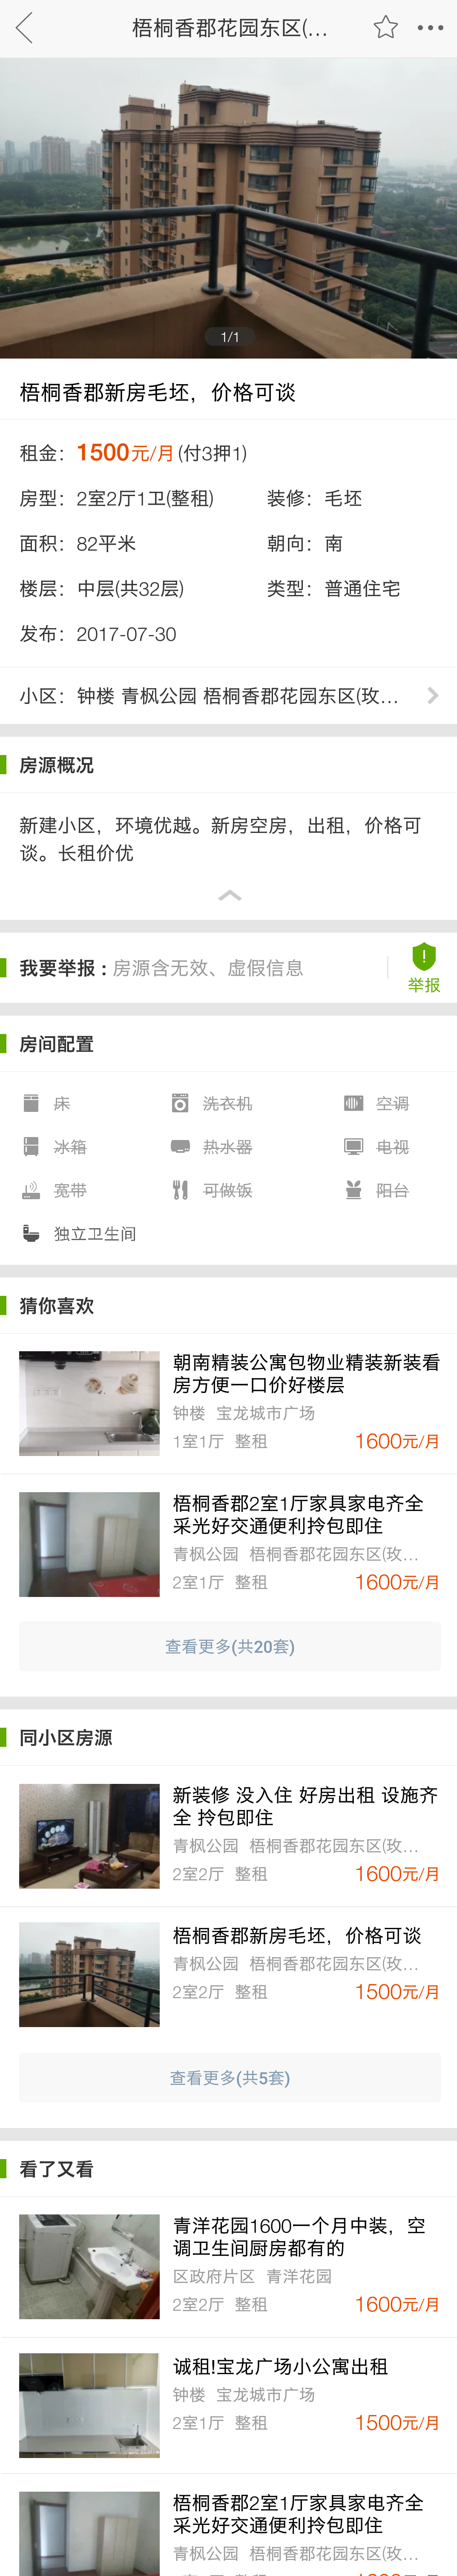 梧桐香郡花园东区(...
1/1
梧桐香郡新房毛坯，价格可谈
租金：1500元/月(付3押1)
房型：2室2厅1卫(整租) 装修：毛坯
面积：82平米 朝向：南
楼层：中层(共32层) 类型：普通住宅
发布：2017-07-30
小区：钟楼 青枫公园 梧桐香郡花园东区(玫...
房源概况
新建小区，环境优越。新房空房，出租，价格可
谈。长租价优
我要举报：房源含无效、虚假信息
举报
房间配置
床 洗衣机 空调
冰箱 热水器 电视
宽带 可做饭 阳台
独立卫生间
猜你喜欢
朝南精装公寓包物业精装新装看
房方便一口价好楼层
钟楼 宝龙城市广场
1室1厅 整租 1600元/月
梧桐香郡2室1厅家具家电齐全
采光好交通便利拎包即住
青枫公园 梧桐香郡花园东区(玫...
2室1厅 整租 1600元/月
查看更多(共20套)
同小区房源
新装修 没入住 好房出租 设施齐
全 拎包即住
青枫公园 梧桐香郡花园东区(玫...
2室2厅 整租 1600元/月
梧桐香郡新房毛坯，价格可谈
青枫公园 梧桐香郡花园东区(玫...
2室2厅 整租 1500元/月
查看更多(共5套)
看了又看
青洋花园1600一个月中装，空
调卫生间厨房都有的
区政府片区 青洋花园
2室2厅 整租 1600元/月
诚租!宝龙广场小公寓出租
钟楼 宝龙城市广场
2室1厅 整租 1500元/月
梧桐香郡2室1厅家具家电齐全
采光好交通便利拎包即住
青枫公园 梧桐香郡花园东区(玫...